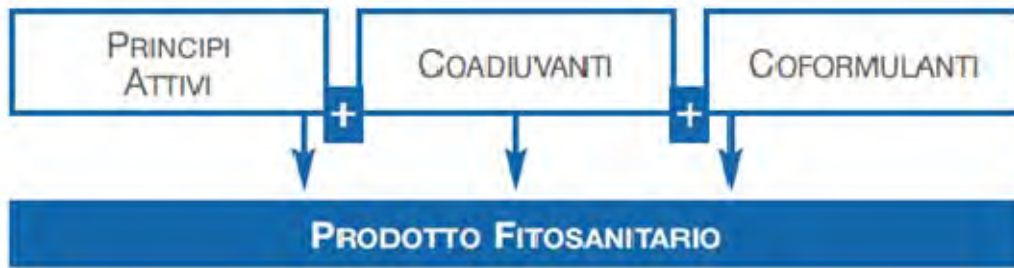 PRINCIPI
ATTIVI
COADIUVANTI
COFORMULANTI
+
+
PRODOTTO FITOSANITARIO